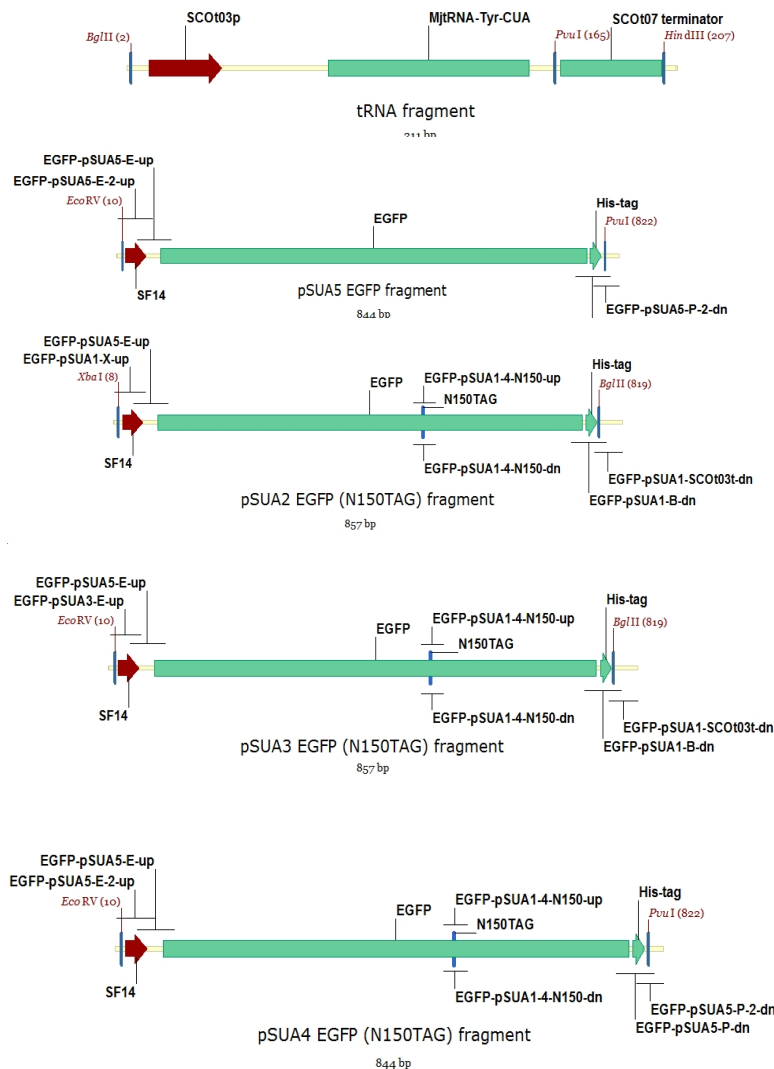 SCOt03p
MjtRNA-Tyr-CUA
SCOt07 terminator
BglII (2)
PvuI (165)
HindIII (207)
tRNA fragment
211 bp
EGFP-pSUA5-E-up
EGFP-pSUA5-E-2-up
EcoRV (10)
EGFP
His-tag
PvuI (822)
SF14
pSUA5 EGFP fragment
EGFP-pSUA5-P-2-dn
844 bp
EGFP-pSUA5-E-up
EGFP-pSUA1-X-up
XbaI (8)
EGFP
EGFP-pSUA1-4-N150-up
N150TAG
His-tag
BglII (819)
SF14
EGFP-pSUA1-4-N150-dn
EGFP-pSUA1-SCOt03t-dn
EGFP-pSUA1-B-dn
pSUA2 EGFP (N150TAG) fragment
857 bp
EGFP-pSUA5-E-up
EGFP-pSUA3-E-up
EcoRV (10)
EGFP
EGFP-pSUA1-4-N150-up
N150TAG
His-tag
BglII (819)
SF14
EGFP-pSUA1-4-N150-dn
EGFP-pSUA1-SCOt03t-dn
EGFP-pSUA1-B-dn
pSUA3 EGFP (N150TAG) fragment
857 bp
EGFP-pSUA5-E-up
EGFP-pSUA5-E-2-up
EcoRV (10)
EGFP
EGFP-pSUA1-4-N150-up
N150TAG
His-tag
PvuI (822)
SF14
EGFP-pSUA1-4-N150-dn
EGFP-pSUA5-P-2-dn
EGFP-pSUA5-P-dn
pSUA4 EGFP (N150TAG) fragment
844 bp